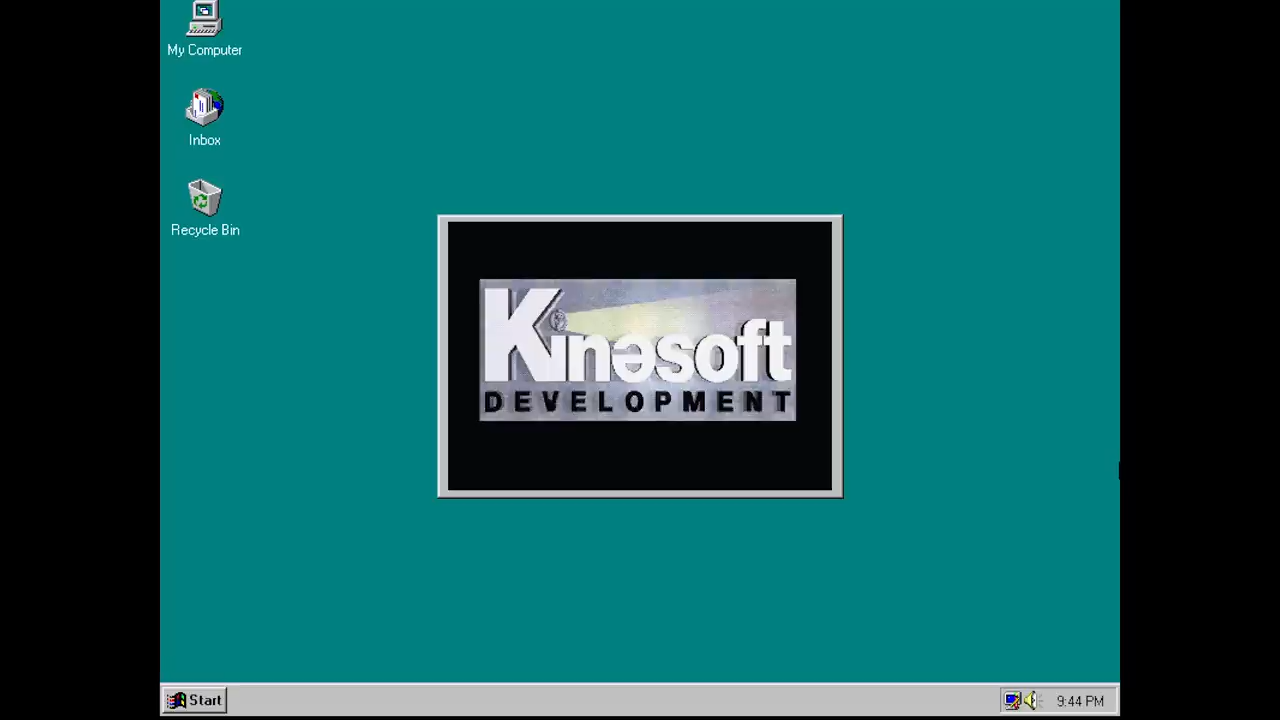 My Computer
Inbox
Recycle Bin
Kinesoft
DEVELOPMENT
Start
9:44 PM